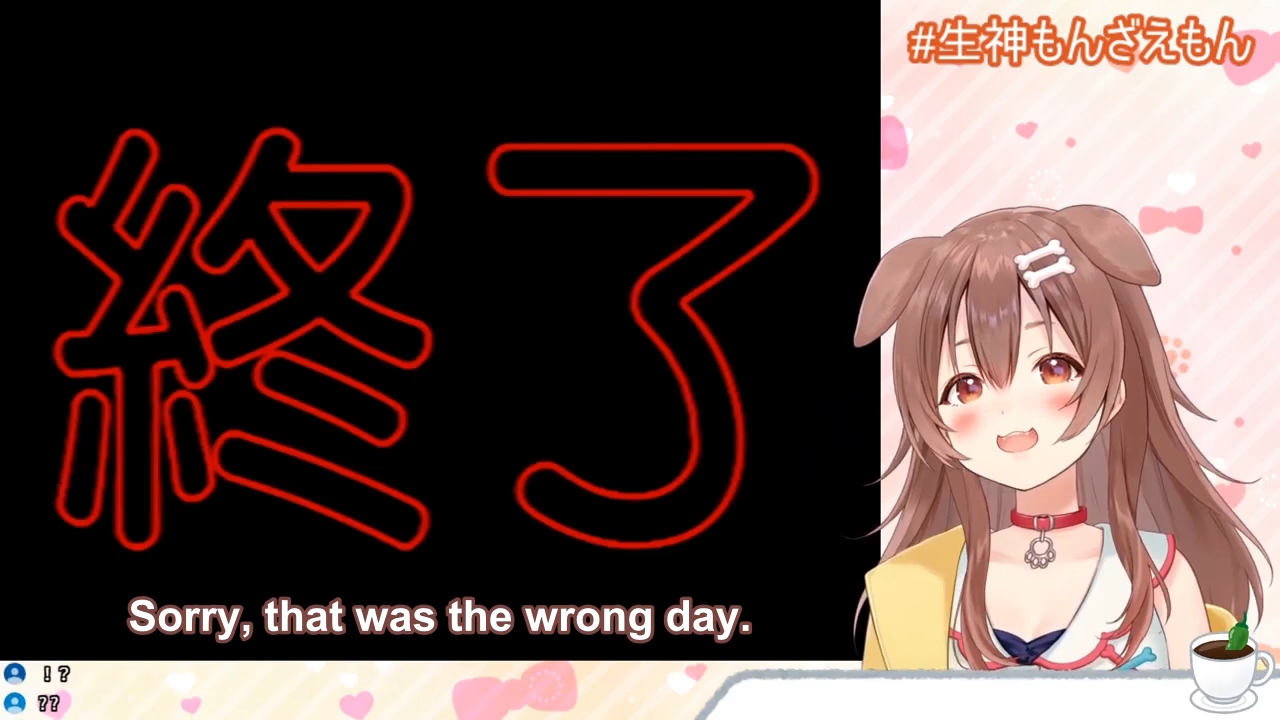 #生神もんざえもん
終了
Sorry, that was the wrong day.
！？
??